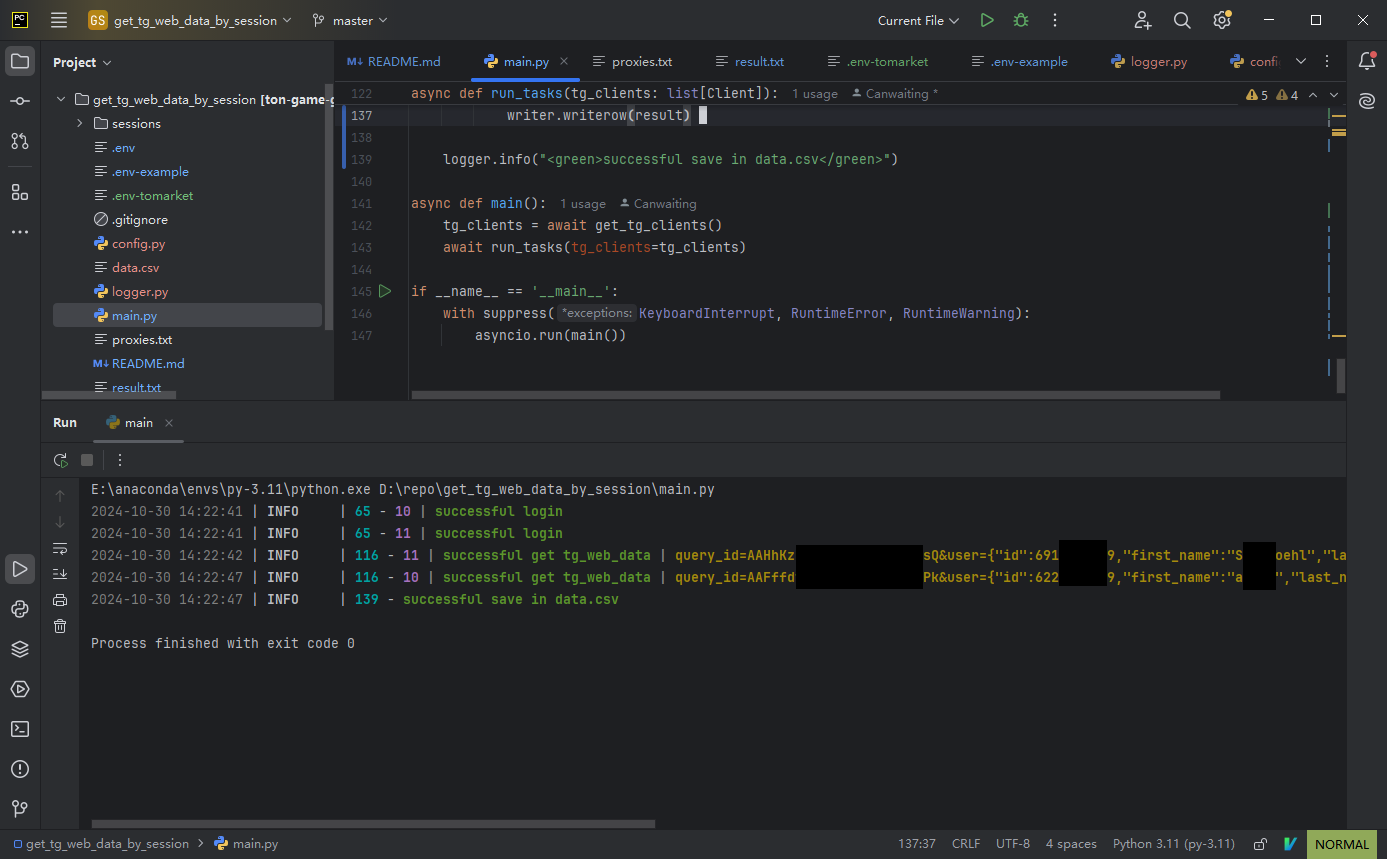 PC GS get_tg_web_data_by_session master Current File
Project
README.md main.py proxies.txt result.txt .env-tomarket .env-example logger.py confi
get_tg_web_data_by_session [ton-game-g
sessions
.env
.env-example
.env-tomarket
.gitignore
config.py
data.csv
logger.py
main.py
proxies.txt
M↓ README.md
result.txt
122 async def run_tasks(tg_clients: list[Client]): 1 usage Canwaiting * 5 4
137 writer.writerow(result)
138
139 logger.info("<green>successful save in data.csv</green>")
140
141 async def main(): 1 usage Canwaiting
142 tg_clients = await get_tg_clients()
143 await run_tasks(tg_clients=tg_clients)
144
145 if __name__ == '__main__':
146 with suppress(*exceptions: KeyboardInterrupt, RuntimeError, RuntimeWarning):
147 asyncio.run(main())
Run main
E:\anaconda\envs\py-3.11\python.exe D:\repo\get_tg_web_data_by_session\main.py
2024-10-30 14:22:41 | INFO | 65 - 10 | successful login
2024-10-30 14:22:41 | INFO | 65 - 11 | successful login
2024-10-30 14:22:42 | INFO | 116 - 11 | successful get tg_web_data | query_id=AAHhKz sQ&user={"id":691 9,"first_name":"S oehl","la
2024-10-30 14:22:47 | INFO | 116 - 10 | successful get tg_web_data | query_id=AAFffd Pk&user={"id":622 9,"first_name":"a ","last_n
2024-10-30 14:22:47 | INFO | 139 - successful save in data.csv
Process finished with exit code 0
get_tg_web_data_by_session > main.py 137:37 CRLF UTF-8 4 spaces Python 3.11 (py-3.11) NORMAL